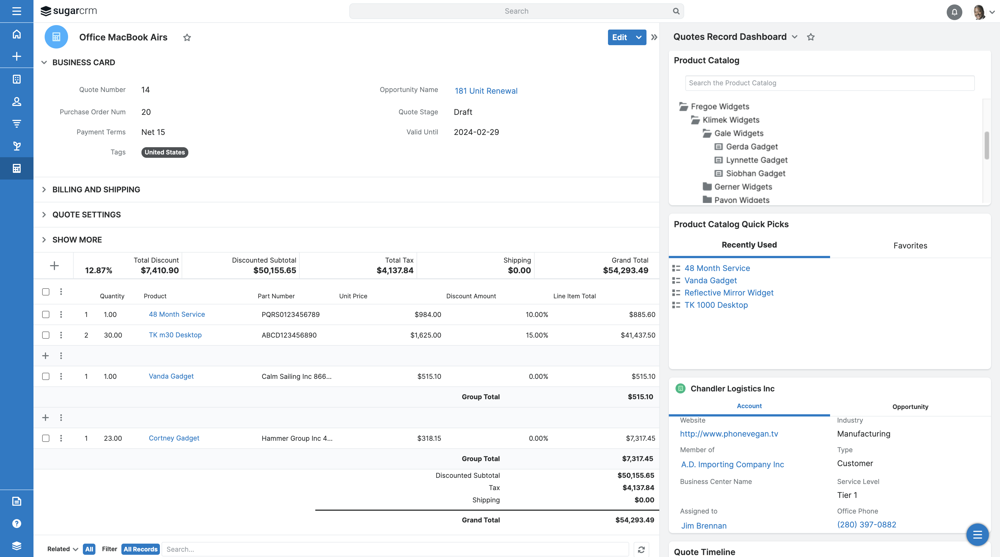 sugarcrm
Search
Office MacBook Airs
Edit
BUSINESS CARD
Quote Number 14
Opportunity Name 181 Unit Renewal
Purchase Order Num 20
Quote Stage Draft
Payment Terms Net 15
Valid Until 2024-02-29
Tags United States
BILLING AND SHIPPING
QUOTE SETTINGS
SHOW MORE
Total Discount Discounted Subtotal Total Tax Shipping Grand Total
12.87% $7,410.90 $50,155.65 $4,137.84 $0.00 $54,293.49
Quantity Product Part Number Unit Price Discount Amount Line Item Total
1 1.00 48 Month Service PQRS0123456789 $984.00 10.00% $885.60
2 30.00 TK m30 Desktop ABCD123456890 $1,625.00 15.00% $41,437.50
1 1.00 Vanda Gadget Calm Sailing Inc 866... $515.10 0.00% $515.10
Group Total $515.10
1 23.00 Cortney Gadget Hammer Group Inc 4... $318.15 0.00% $7,317.45
Group Total $7,317.45
Discounted Subtotal $50,155.65
Tax $4,137.84
Shipping $0.00
Grand Total $54,293.49
Related All Filter All Records Search...
Quotes Record Dashboard
Product Catalog
Search the Product Catalog
Fregoe Widgets
Klimek Widgets
Gale Widgets
Gerda Gadget
Lynnette Gadget
Siobhan Gadget
Gerner Widgets
Pavon Widgets
Product Catalog Quick Picks
Recently Used Favorites
48 Month Service
Vanda Gadget
Reflective Mirror Widget
TK 1000 Desktop
Chandler Logistics Inc
Account Opportunity
Website Industry
http://www.phonevegan.tv Manufacturing
Member of Type
A.D. Importing Company Inc Customer
Business Center Name Service Level
Tier 1
Assigned to Office Phone
Jim Brennan (280) 397-0882
Quote Timeline